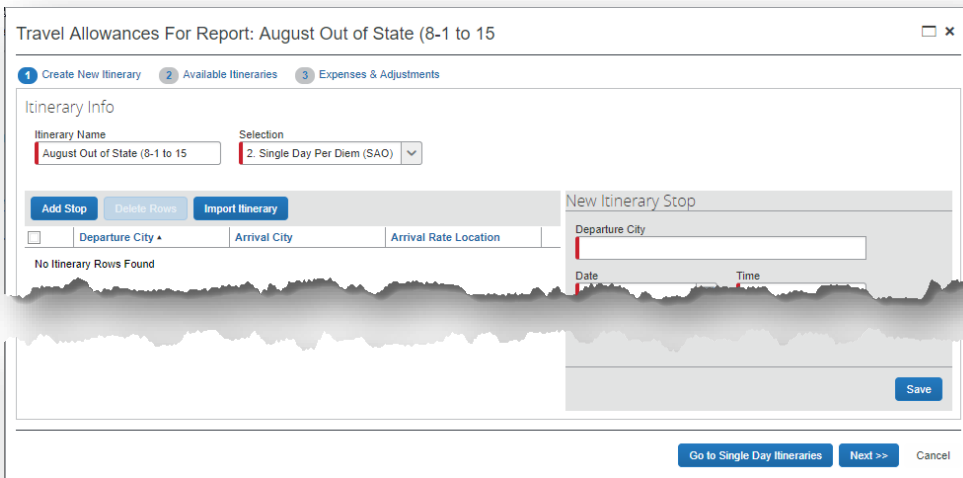 Travel Allowances For Report: August Out of State (8-1 to 15
1 Create New Itinerary 2 Available Itineraries 3 Expenses & Adjustments
Itinerary Info
Itinerary Name Selection
August Out of State (8-1 to 15 2. Single Day Per Diem (SAO)
Add Stop Delete Rows Import Itinerary
New Itinerary Stop
Departure City Arrival City Arrival Rate Location
Departure City
No Itinerary Rows Found
Date Time
Save
Go to Single Day Itineraries Next >> Cancel